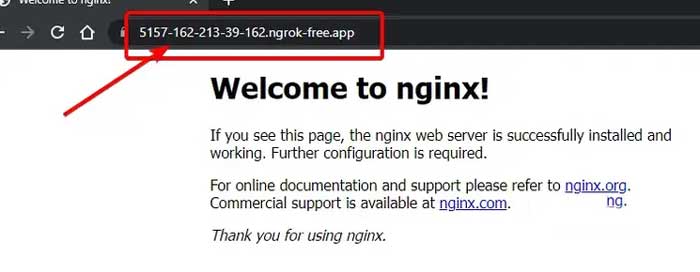 Welcome to nginx!
5157-162-213-39-162.ngrok-free.app
Welcome to nginx!
If you see this page, the nginx web server is successfully installed and
working. Further configuration is required.
For online documentation and support please refer to nginx.org.
Commercial support is available at nginx.com.
ng.
Thank you for using nginx.